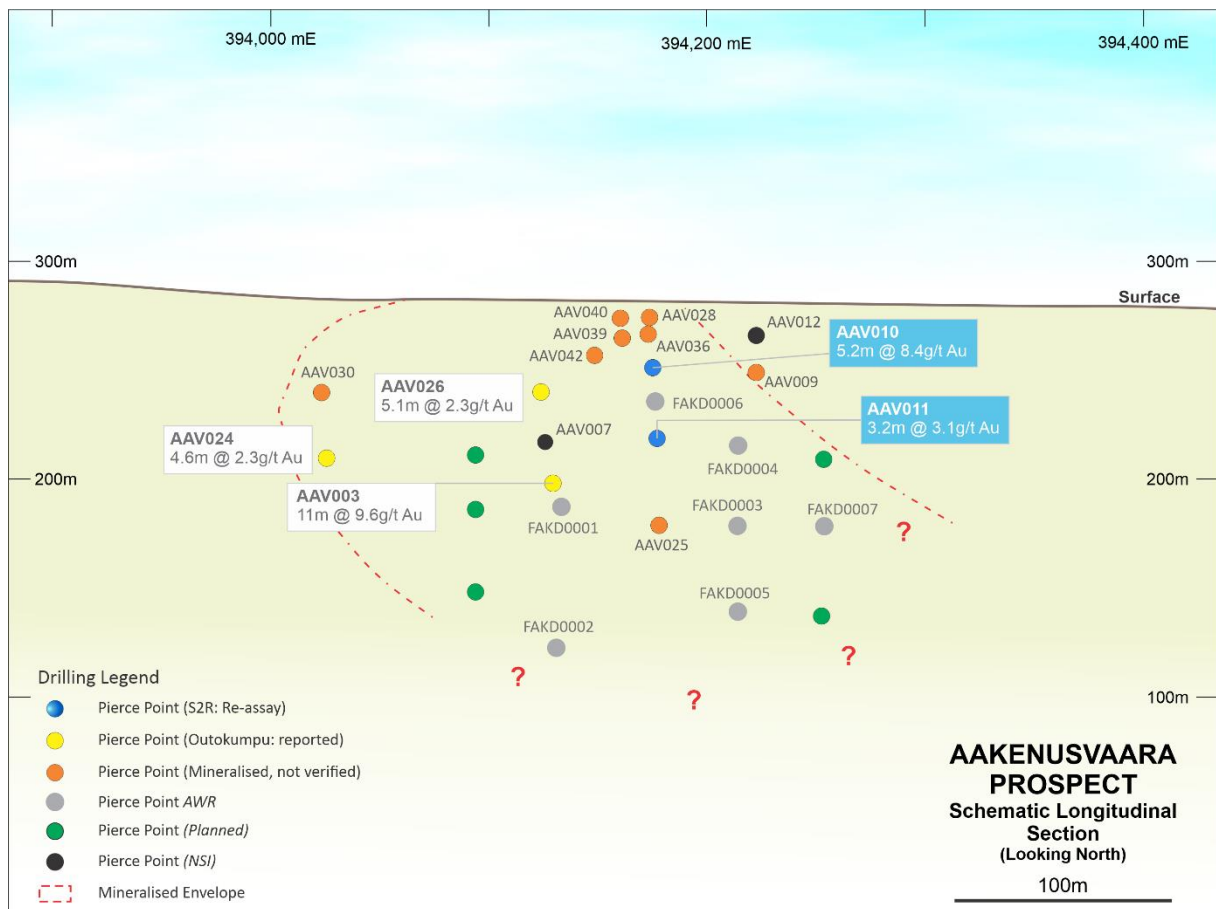 394,000 mE
394,200 mE
394,400 mE
300m
300m
Surface
AAV040
AAV028
AAV012
AAV010
5.2m @ 8.4g/t Au
AAV039
AAV036
AAV042
AAV030
AAV026
5.1m @ 2.3g/t Au
AAV009
FAKD0006
AAV011
3.2m @ 3.1g/t Au
AAV024
4.6m @ 2.3g/t Au
AAV007
FAKD0004
200m
200m
AAV003
11m @ 9.6g/t Au
FAKD0001
FAKD0003
FAKD0007
?
AAV025
FAKD0005
FAKD0002
?
?
?
100m
Drilling Legend
Pierce Point (S2R: Re-assay)
Pierce Point (Outokumpu: reported)
Pierce Point (Mineralised, not verified)
Pierce Point AWR
Pierce Point (Planned)
Pierce Point (NSI)
Mineralised Envelope
AAKENUSVAARA
PROSPECT
Schematic Longitudinal
Section
(Looking North)
100m